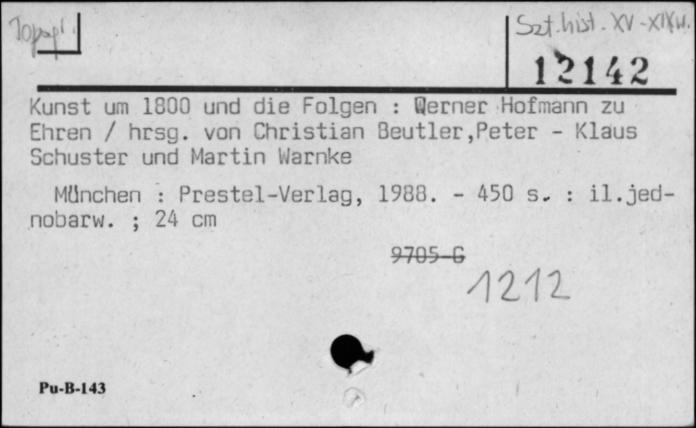 Topogr.
Szt. hist. XV-XIXw.
12142
Kunst um 1800 und die Folgen : Werner Hofmann zu
Ehren / hrsg. von Christian Beutler,Peter - Klaus
Schuster und Martin Warnke
München : Prestel-Verlag, 1988. - 450 s. : il.jed-
nobarw. ; 24 cm
9705-G
1212
Pu-B-143